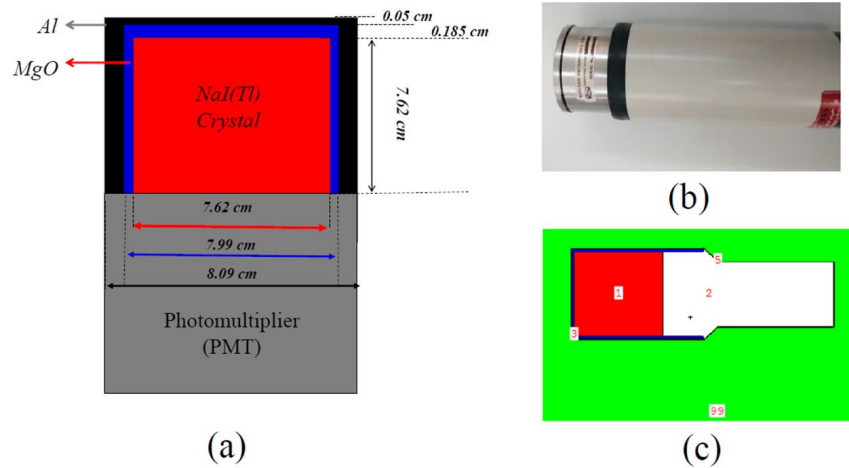 Al
0.05 cm
0.185 cm
MgO
NaI(Tl)
Crystal
7.62 cm
7.62 cm
7.99 cm
8.09 cm
Photomultiplier
(PMT)
(a)
(b)
5
1
2
3
99
(c)